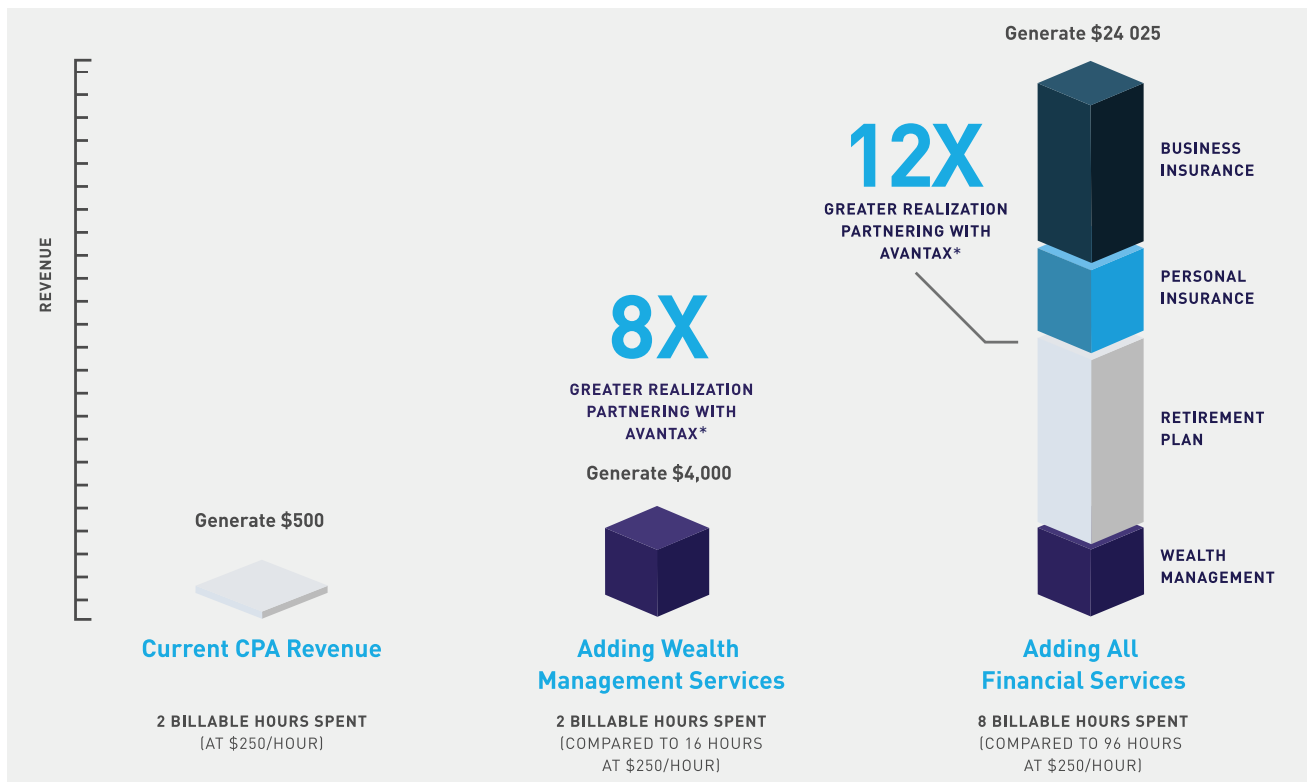 REVENUE
Generate $500
Current CPA Revenue
2 BILLABLE HOURS SPENT
(AT $250/HOUR)
8X
GREATER REALIZATION
PARTNERING WITH
AVANTAX*
Generate $4,000
Adding Wealth
Management Services
2 BILLABLE HOURS SPENT
(COMPARED TO 16 HOURS
AT $250/HOUR)
12X
GREATER REALIZATION
PARTNERING WITH
AVANTAX*
Generate $24 025
BUSINESS
INSURANCE
PERSONAL
INSURANCE
RETIREMENT
PLAN
WEALTH
MANAGEMENT
Adding All
Financial Services
8 BILLABLE HOURS SPENT
(COMPARED TO 96 HOURS
AT $250/HOUR)